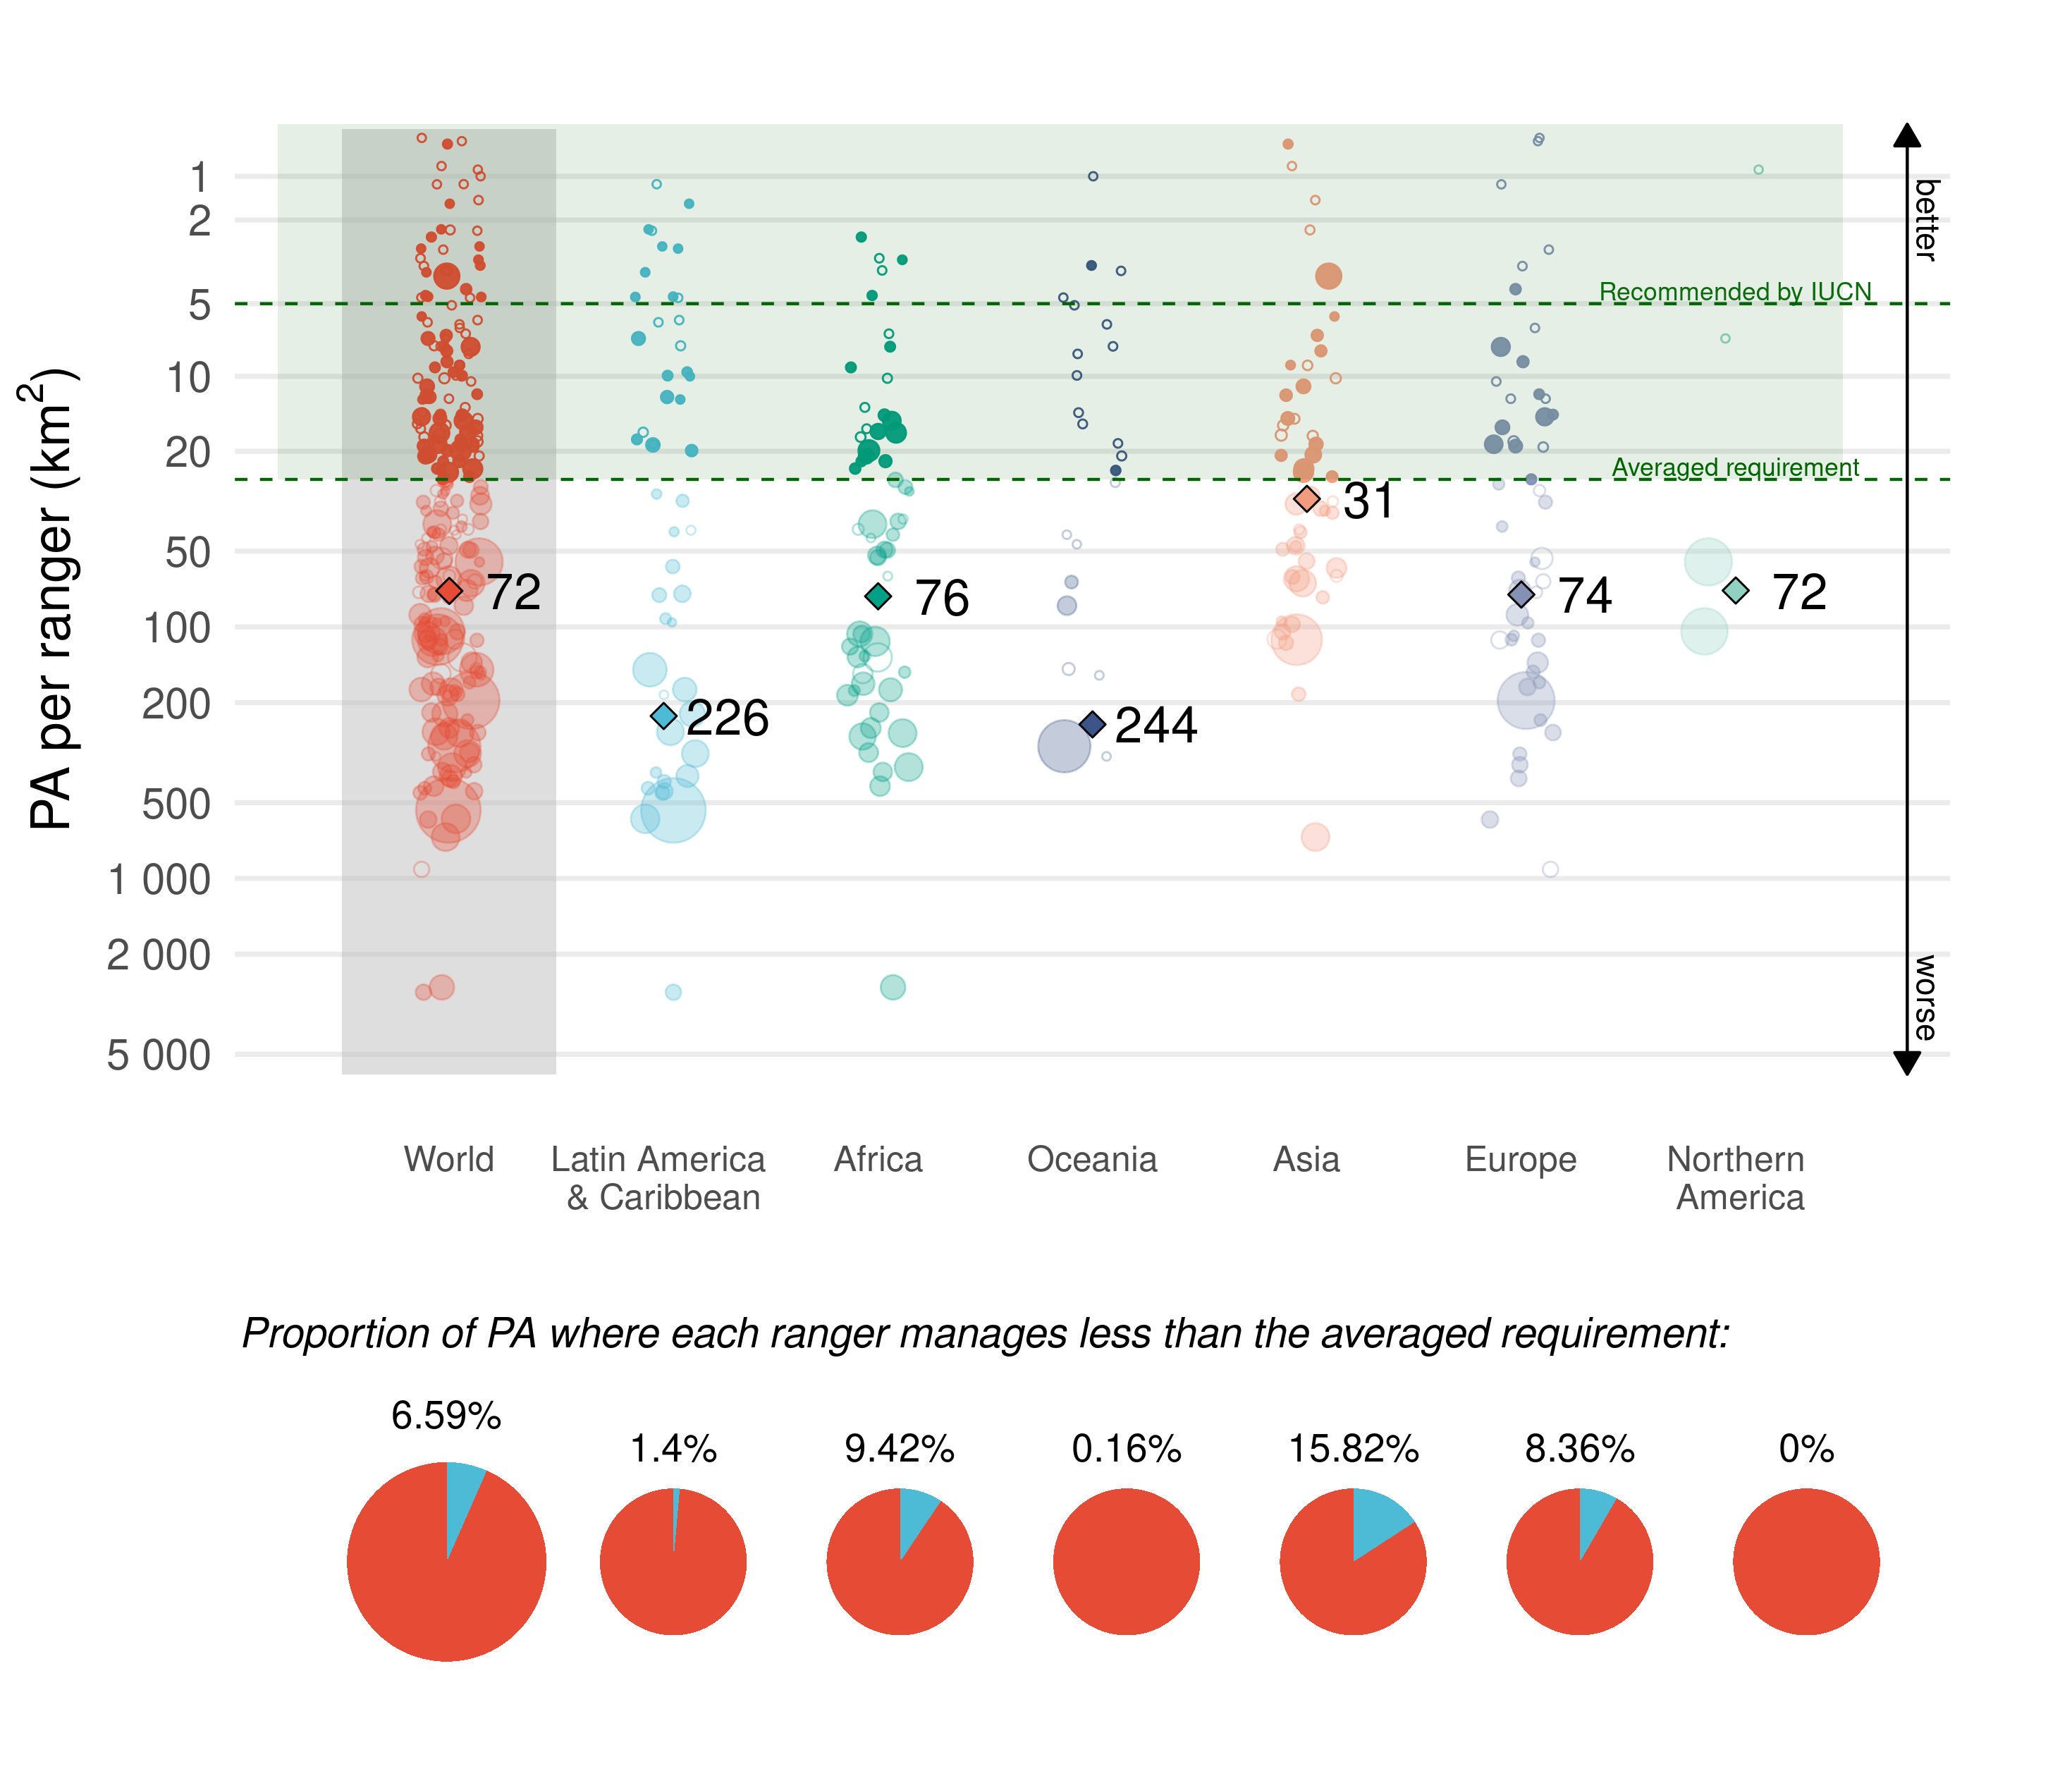 PA per ranger (km²)
1
2
5
10
20
50
100
200
500
1 000
2 000
5 000
better
worse
Recommended by IUCN
Averaged requirement
72
226
76
244
31
74
72
World
Latin America
& Caribbean
Africa
Oceania
Asia
Europe
Northern
America
Proportion of PA where each ranger manages less than the averaged requirement:
6.59%
1.4%
9.42%
0.16%
15.82%
8.36%
0%